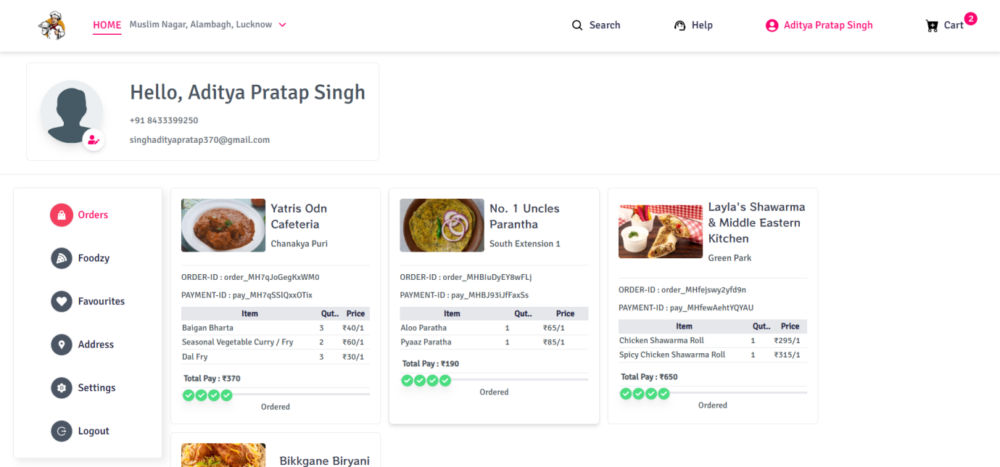 HOME Muslim Nagar, Alambagh, Lucknow Search Help Aditya Pratap Singh Cart 2
Hello, Aditya Pratap Singh
+91 8433399250
singhadityapratap370@gmail.com
Orders
Foodzy
Favourites
Address
Settings
Logout
Yatris Odn
Cafeteria
Chanakya Puri
ORDER-ID : order_MH7qJoGegKxWM0
PAYMENT-ID : pay_MH7qSSlQxxOTix
Item Qut.. Price
Baigan Bharta 3 ₹40/1
Seasonal Vegetable Curry / Fry 2 ₹60/1
Dal Fry 3 ₹30/1
Total Pay : ₹370
Ordered
No. 1 Uncles
Parantha
South Extension 1
ORDER-ID : order_MHBIuDyEY8wFLj
PAYMENT-ID : pay_MHBJ93iJfFaxSs
Item Qut.. Price
Aloo Paratha 1 ₹65/1
Pyaaz Paratha 1 ₹85/1
Total Pay : ₹190
Ordered
Layla's Shawarma
& Middle Eastern
Kitchen
Green Park
ORDER-ID : order_MHfejswy2yfd9n
PAYMENT-ID : pay_MHfewAehtYQYAU
Item Qut.. Price
Chicken Shawarma Roll 1 ₹295/1
Spicy Chicken Shawarma Roll 1 ₹315/1
Total Pay : ₹650
Ordered
Bikkgane Biryani